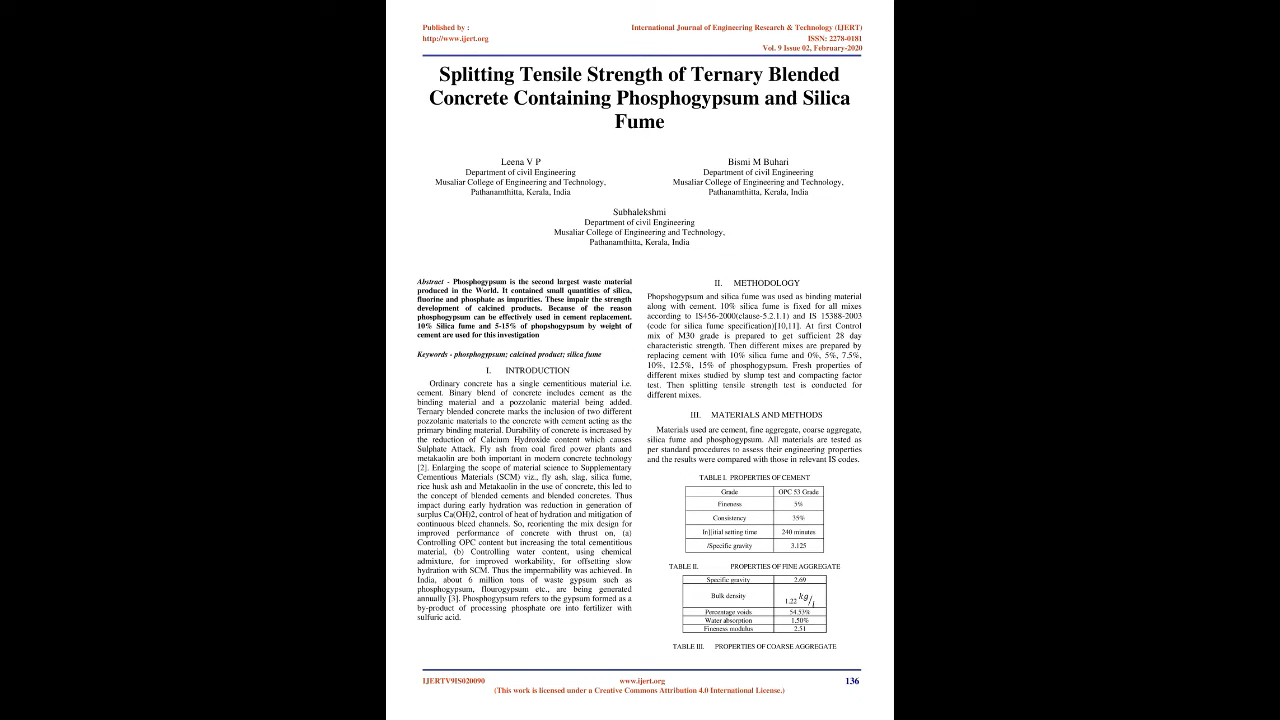 Published by :
http://www.ijert.org
International Journal of Engineering Research & Technology (IJERT)
ISSN: 2278-0181
Vol. 9 Issue 02, February-2020
Splitting Tensile Strength of Ternary Blended
Concrete Containing Phosphogypsum and Silica
Fume
Leena V P
Department of civil Engineering
Musaliar College of Engineering and Technology,
Pathanamthitta, Kerala, India
Bismi M Buhari
Department of civil Engineering
Musaliar College of Engineering and Technology,
Pathanamthitta, Kerala, India
Subhalekshmi
Department of civil Engineering
Musaliar College of Engineering and Technology,
Pathanamthitta, Kerala, India
Abstract - Phosphogypsum is the second largest waste material
produced in the World. It contained small quantities of silica,
fluorine and phosphate as impurities. These impair the strength
development of calcined products. Because of the reason
phosphogypsum can be effectively used in cement replacement.
10% Silica fume and 5-15% of phopshogypsum by weight of
cement are used for this investigation
Keywords - phosphogypsum; calcined product; silica fume
I. INTRODUCTION
Ordinary concrete has a single cementitious material i.e.
cement. Binary blend of concrete includes cement as the
binding material and a pozzolanic material being added.
Ternary blended concrete marks the inclusion of two different
pozzolanic materials to the concrete with cement acting as the
primary binding material. Durability of concrete is increased by
the reduction of Calcium Hydroxide content which causes
Sulphate Attack. Fly ash from coal fired power plants and
metakaolin are both important in modern concrete technology
[2]. Enlarging the scope of material science to Supplementary
Cementious Materials (SCM) viz., fly ash, slag, silica fume,
rice husk ash and Metakaolin in the use of concrete, this led to
the concept of blended cements and blended concretes. Thus
impact during early hydration was reduction in generation of
surplus Ca(OH)2, control of heat of hydration and mitigation of
continuous bleed channels. So, reorienting the mix design for
improved performance of concrete with thrust on, (a)
Controlling OPC content but increasing the total cementitious
material, (b) Controlling water content, using chemical
admixture, for improved workability, for offsetting slow
hydration with SCM. Thus the impermability was achieved. In
India, about 6 million tons of waste gypsum such as
phosphogypsum, flourogypsum etc., are being generated
annually [3]. Phosphogypsum refers to the gypsum formed as a
by-product of processing phosphate ore into fertilizer with
sulfuric acid.
II. METHODOLOGY
Phopshogypsum and silica fume was used as binding material
along with cement. 10% silica fume is fixed for all mixes
according to IS456-2000(clause-5.2.1.1) and IS 15388-2003
(code for silica fume specification)[10,11]. At first Control
mix of M30 grade is prepared to get sufficient 28 day
characteristic strength. Then different mixes are prepared by
replacing cement with 10% silica fume and 0%, 5%, 7.5%,
10%, 12.5%, 15% of phosphogypsum. Fresh properties of
different mixes studied by slump test and compacting factor
test. Then splitting tensile strength test is conducted for
different mixes.
III. MATERIALS AND METHODS
Materials used are cement, fine aggregate, coarse aggregate,
silica fume and phosphogypsum. All materials are tested as
per standard procedures to assess their engineering properties
and the results were compared with those in relevant IS codes.
TABLE I. PROPERTIES OF CEMENT
Grade OPC 53 Grade
Fineness 5%
Consistency 35%
In][itial setting time 240 minutes
/Specific gravity 3.125
TABLE II. PROPERTIES OF FINE AGGREGATE
Specific gravity 2.69
Bulk density 1.22 kg/l
Percentage voids 54.53%
Water absorption 1.50%
Fineness modulus 2.51
TABLE III. PROPERTIES OF COARSE AGGREGATE
IJERTV9IS020090
www.ijert.org
(This work is licensed under a Creative Commons Attribution 4.0 International License.)
136